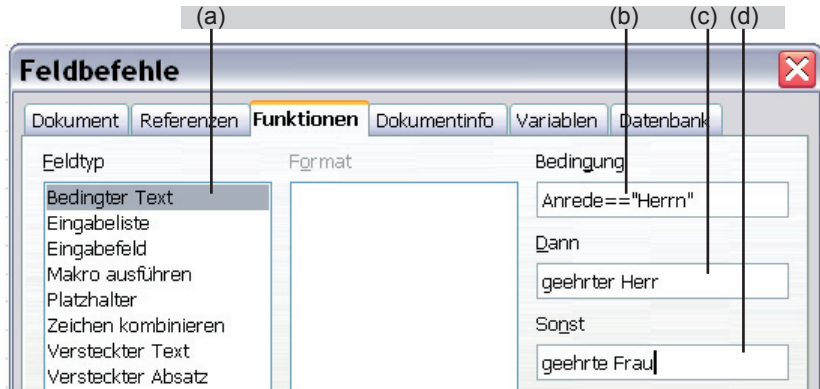 (a) (b) (c) (d)
Feldbefehle
Dokument Referenzen Funktionen Dokumentinfo Variablen Datenbank
Feldtyp Format Bedingung
Bedingter Text
Eingabeliste
Eingabefeld
Makro ausführen
Platzhalter
Zeichen kombinieren
Versteckter Text
Versteckter Absatz
Anrede=="Herrn"
Dann
geehrter Herr
Sonst
geehrte Frau